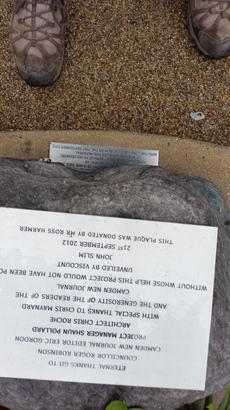 ETERNAL THANKS GO TO
COUNCILLOR ROGER ROBINSON
CAMDEN NEW JOURNAL EDITOR ERIC GORDON
PROJECT MANAGER SHAUN POLLARD
ARCHITECT CHRIS ROCHE
WITH SPECIAL THANKS TO CHRIS MAYNARD
AND THE GENEROSITY OF THE READERS OF THE
CAMDEN NEW JOURNAL
WITHOUT WHOSE HELP THIS PROJECT WOULD NOT HAVE BEEN PO
UNVEILED BY VISCOUNT
JOHN SLIM
21ST SEPTEMBER 2012
THIS PLAQUE WAS DONATED BY MR ROSS HARMER